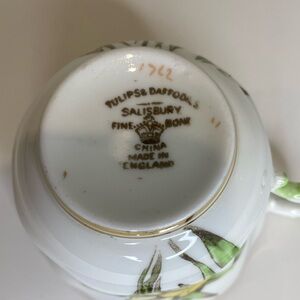 1762
TULIPS & DAFFODILS
SALISBURY
FINE BONE
CHINA
MADE IN
ENGLAND